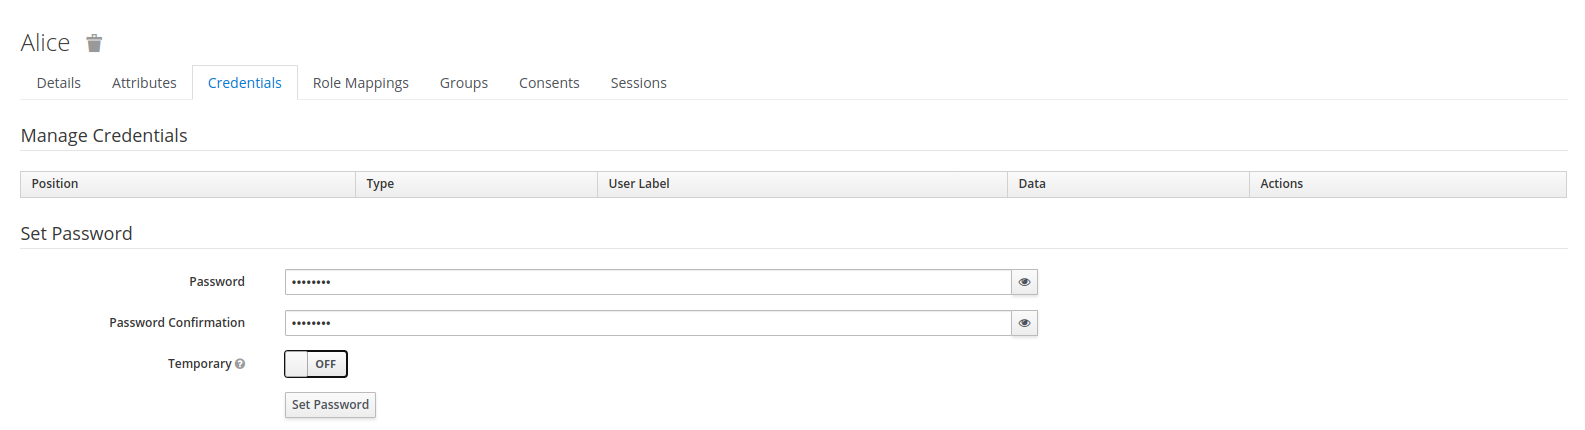 Alice
Details Attributes Credentials Role Mappings Groups Consents Sessions
Manage Credentials
Position Type User Label Data Actions
Set Password
Password ••••••••
Password Confirmation ••••••••
Temporary ? OFF
Set Password